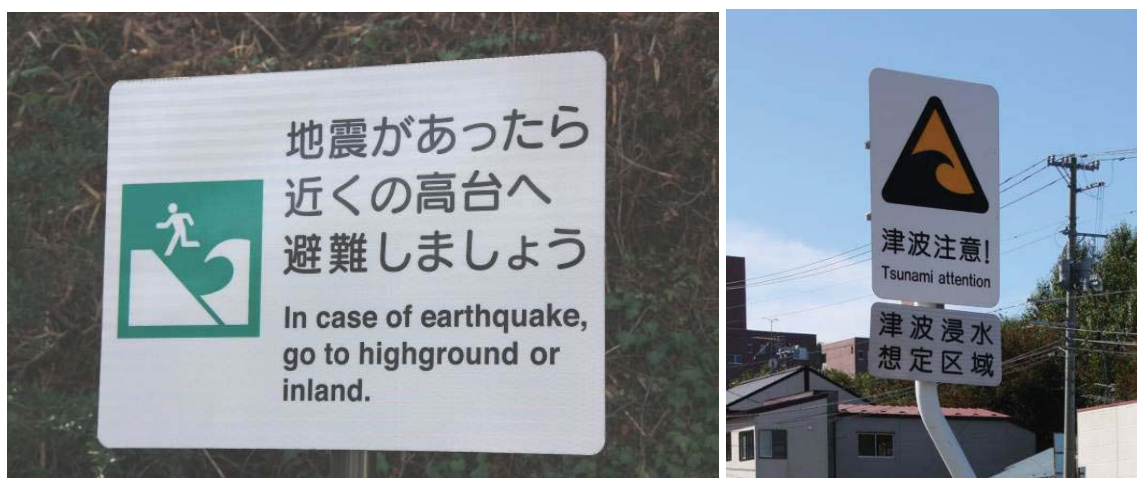 地震があったら
近くの高台へ
避難しましょう
In case of earthquake,
go to highground or
inland.
津波注意!
Tsunami attention
津波浸水
想定区域